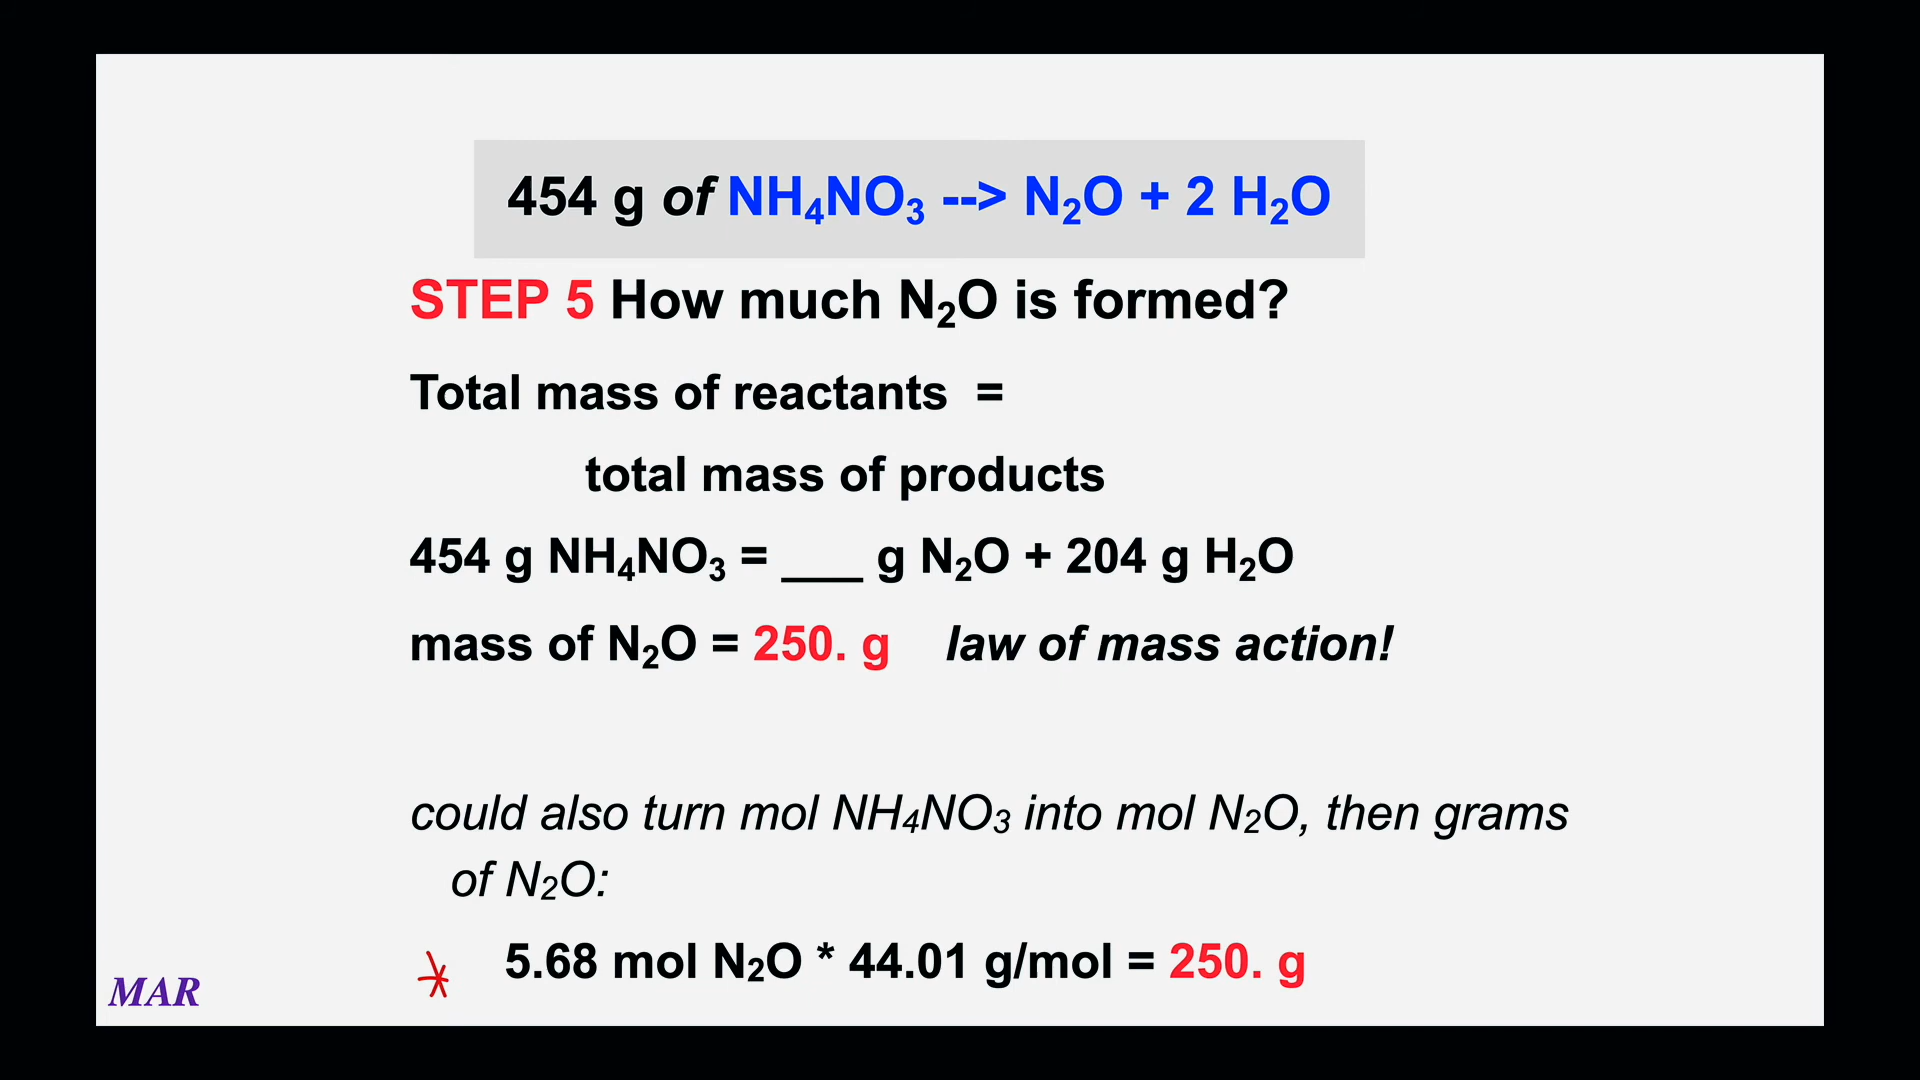 454 g of NH₄NO₃ --> N₂O + 2 H₂O
STEP 5 How much N₂O is formed?
Total mass of reactants =
total mass of products
454 g NH₄NO₃ = ___ g N₂O + 204 g H₂O
mass of N₂O = 250. g law of mass action!
could also turn mol NH₄NO₃ into mol N₂O, then grams
of N₂O:
* 5.68 mol N₂O * 44.01 g/mol = 250. g
MAR